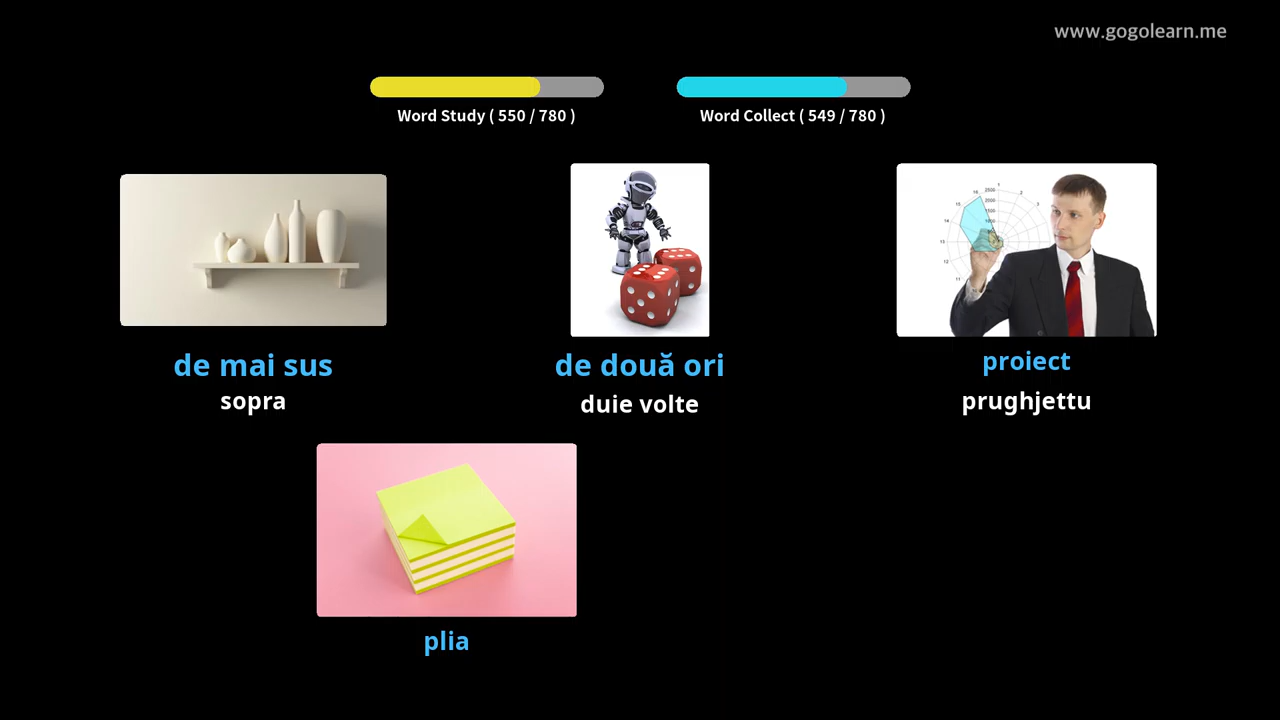 www.gogolearn.me
Word Study ( 550 / 780 )
Word Collect ( 549 / 780 )
de mai sus
sopra
de două ori
duie volte
proiect
prughjettu
plia